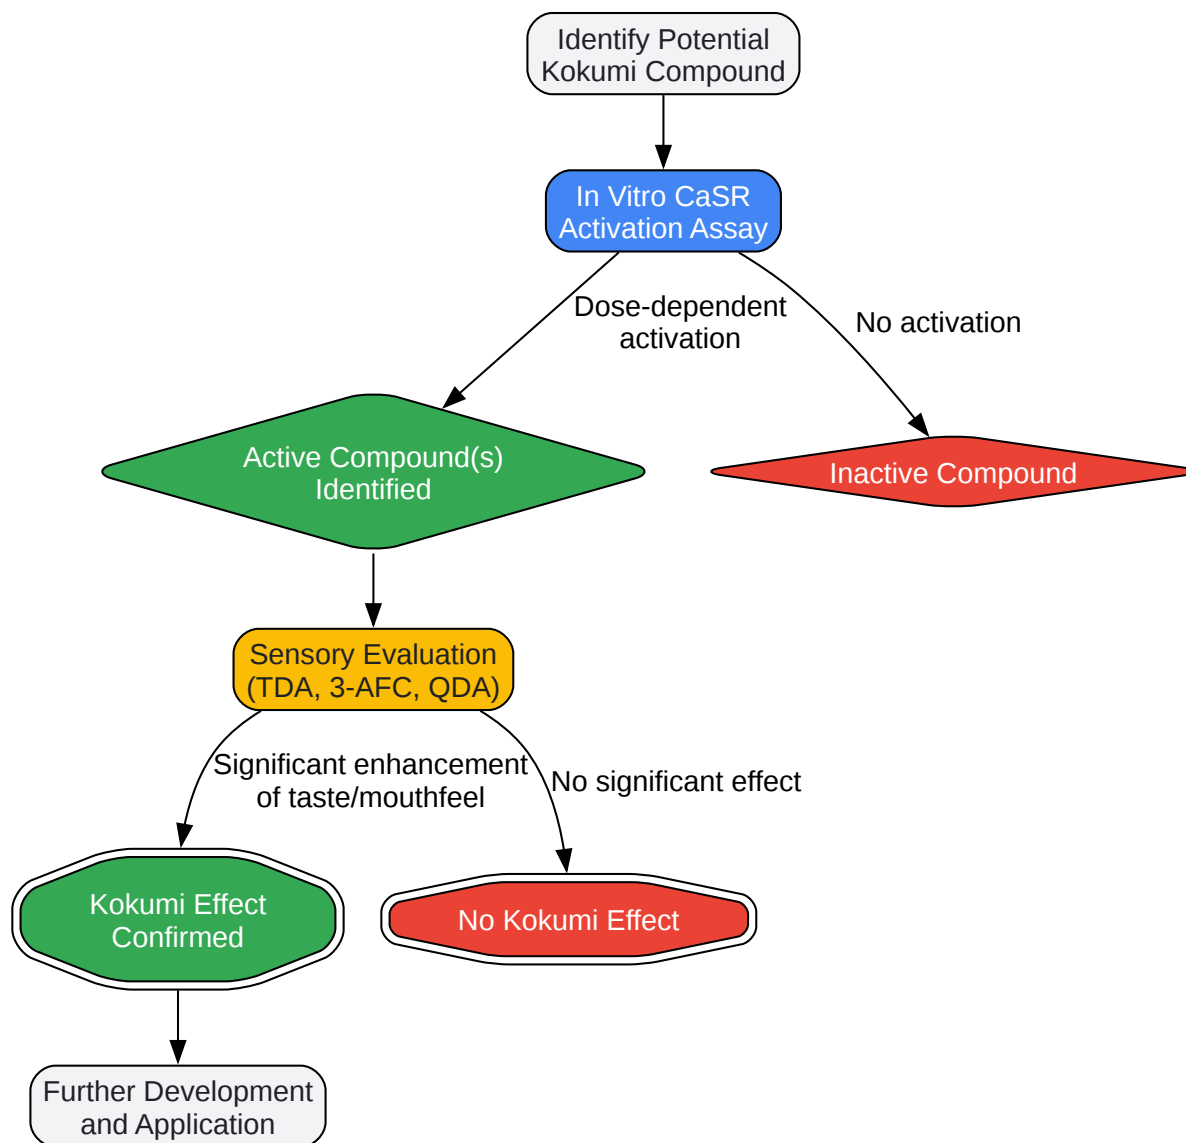 Identify Potential
Kokumi Compound
In Vitro CaSR
Activation Assay
Dose-dependent
activation
No activation
Active Compound(s)
Identified
Inactive Compound
Sensory Evaluation
(TDA, 3-AFC, QDA)
Significant enhancement
of taste/mouthfeel
No significant effect
Kokumi Effect
Confirmed
No Kokumi Effect
Further Development
and Application